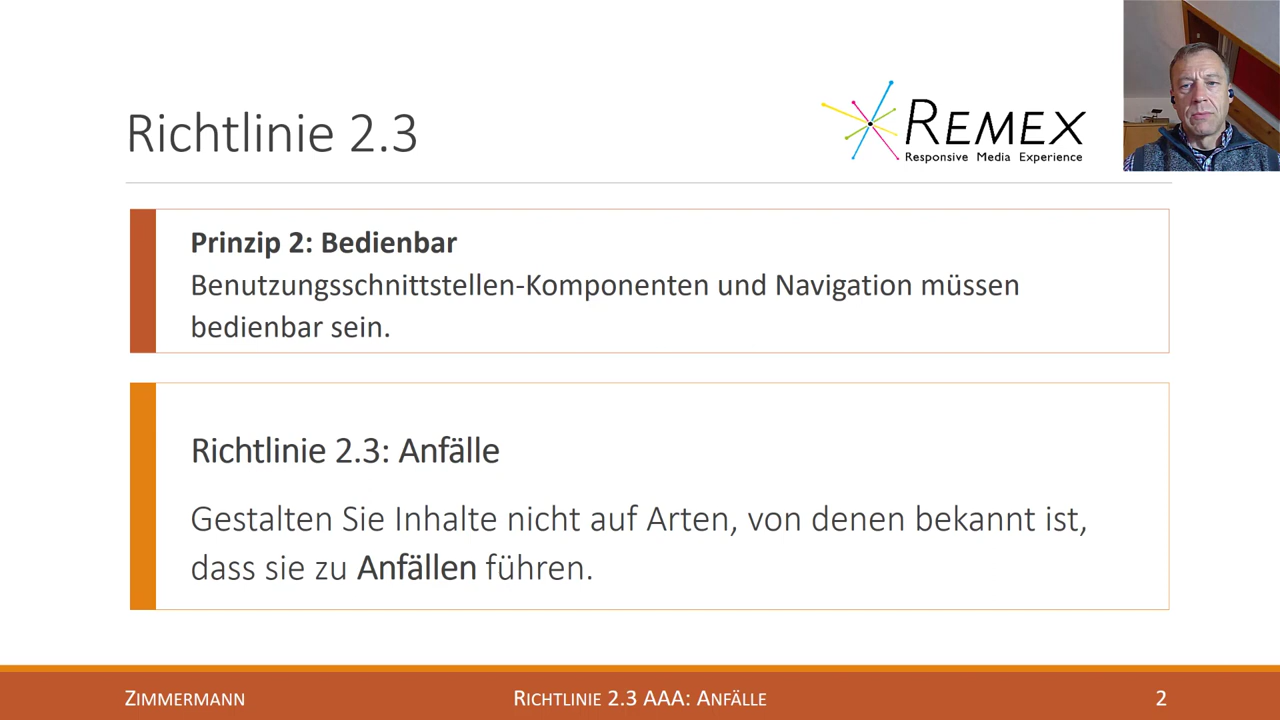 Richtlinie 2.3
REMEX
Responsive Media Experience
Prinzip 2: Bedienbar
Benutzungsschnittstellen-Komponenten und Navigation müssen
bedienbar sein.
Richtlinie 2.3: Anfälle
Gestalten Sie Inhalte nicht auf Arten, von denen bekannt ist,
dass sie zu Anfällen führen.
ZIMMERMANN
RICHTLINIE 2.3 AAA: ANFÄLLE
2